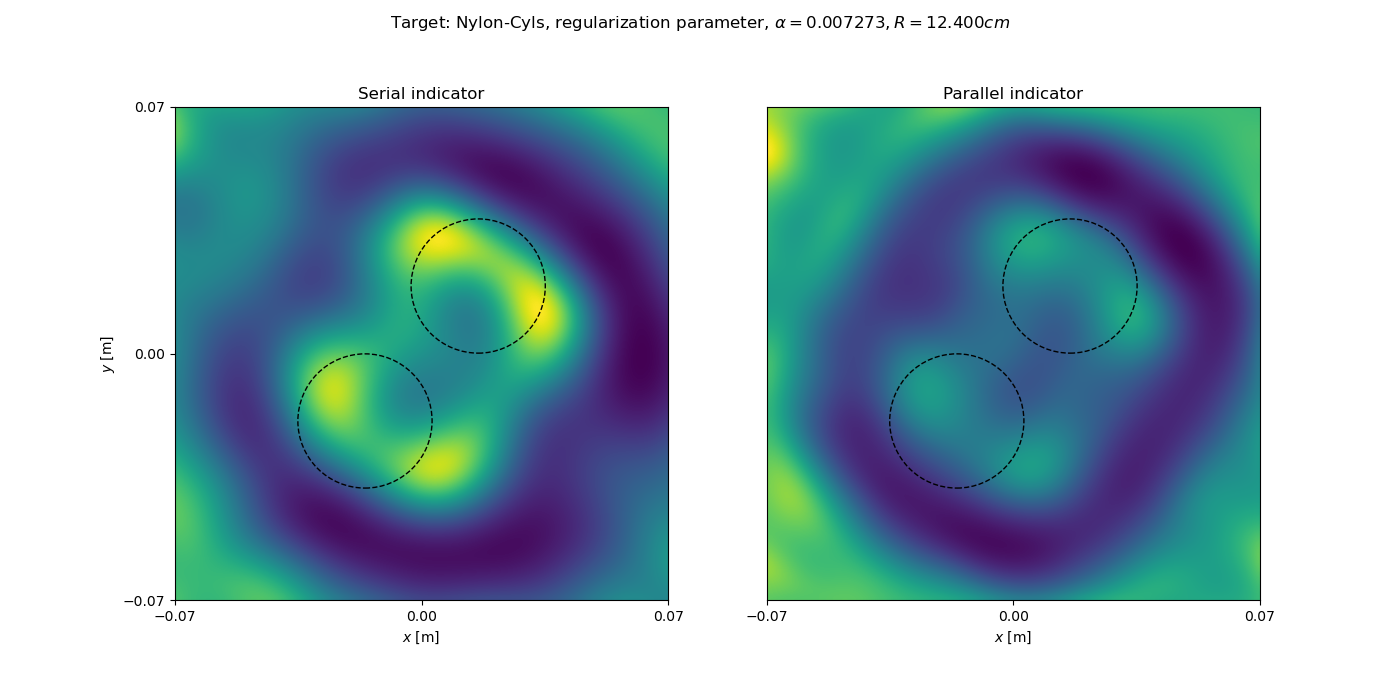 Target: Nylon-Cyls, regularization parameter, α = 0.007273, R = 12.400cm
Serial indicator
Parallel indicator
0.07
0.00
−0.07
y [m]
−0.07
0.00
0.07
x [m]
−0.07
0.00
0.07
x [m]